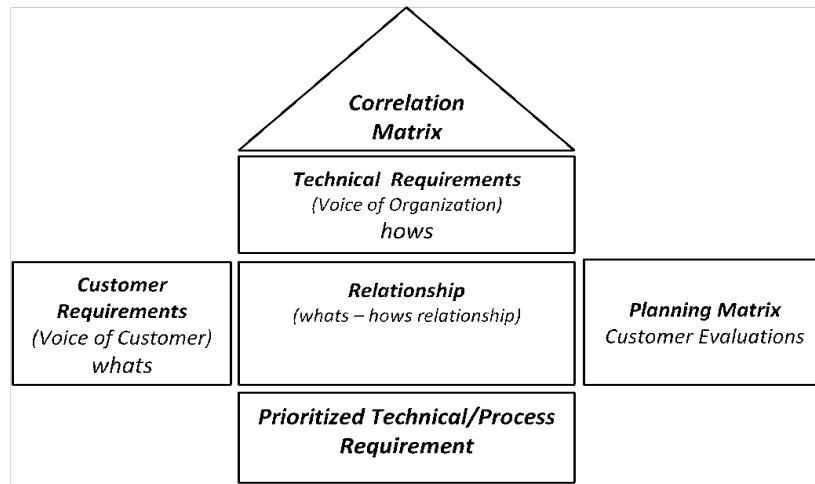 Correlation
Matrix
Technical Requirements
(Voice of Organization)
hows
Customer
Requirements
(Voice of Customer)
whats
Relationship
(whats – hows relationship)
Planning Matrix
Customer Evaluations
Prioritized Technical/Process
Requirement